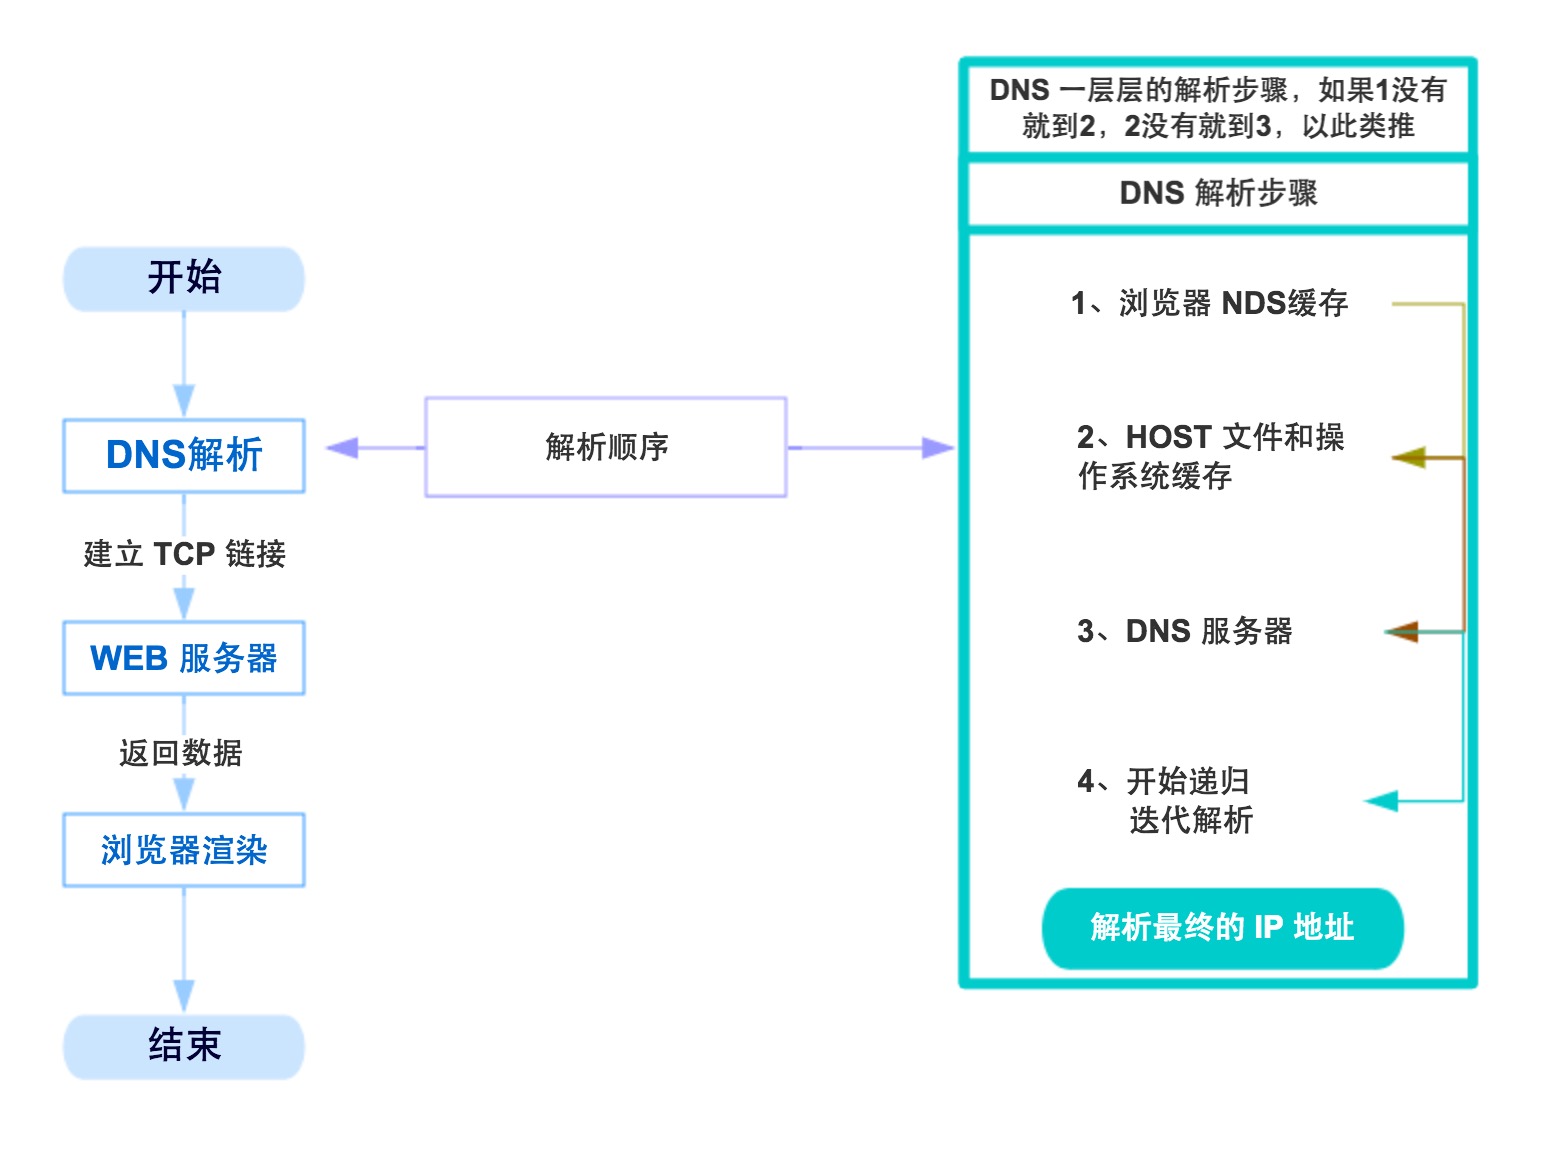 开始
DNS解析
建立 TCP 链接
WEB 服务器
返回数据
浏览器渲染
结束
解析顺序
DNS 一层层的解析步骤，如果1没有
就到2，2没有就到3，以此类推
DNS 解析步骤
1、浏览器 NDS缓存
2、HOST 文件和操
作系统缓存
3、DNS 服务器
4、开始递归
迭代解析
解析最终的 IP 地址